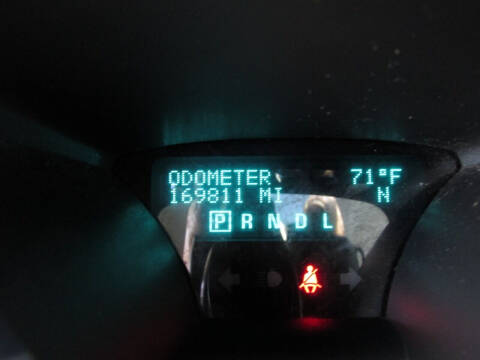 ODOMETER 71°F
169811 MI N
P R N D L